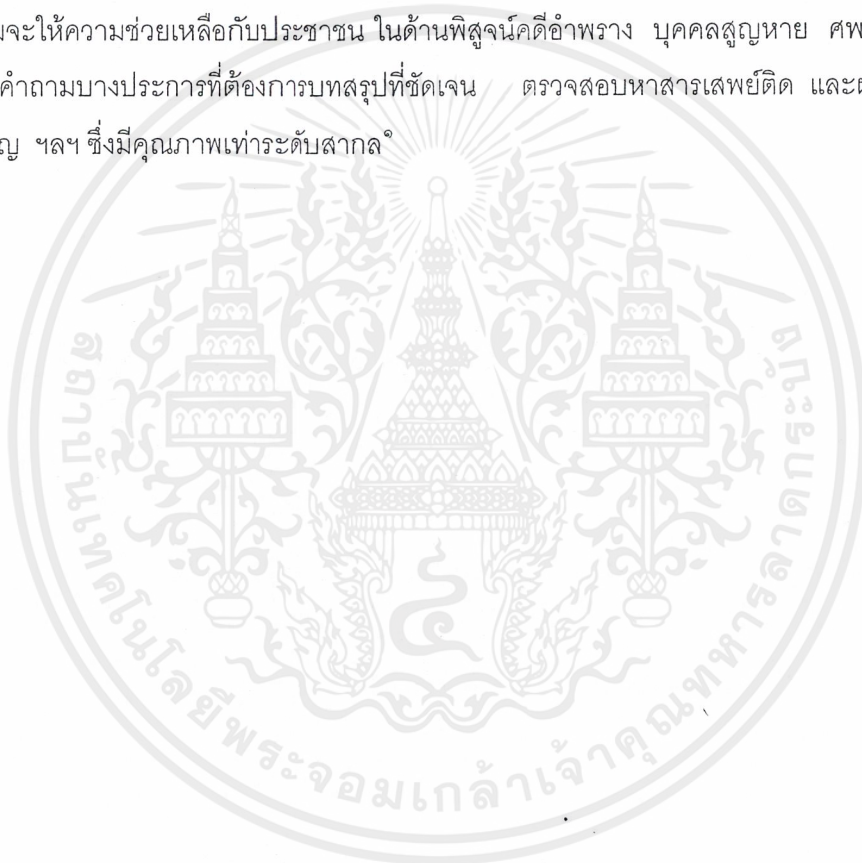 มจะให้ความช่วยเหลือกับประชาชน ในด้านพิสูจน์คดีอำพราง บุคคลสูญหาย ศพ
คำถามบางประการที่ต้องการบทสรุปที่ชัดเจน ตรวจสอบหาสารเสพย์ติด และ
ญ ฯลฯ ซึ่งมีคุณภาพเท่าระดับสากล๑
สถาบันเทคโนโลยีพระจอมเกล้าเจ้าคุณทหารลาดกระบัง